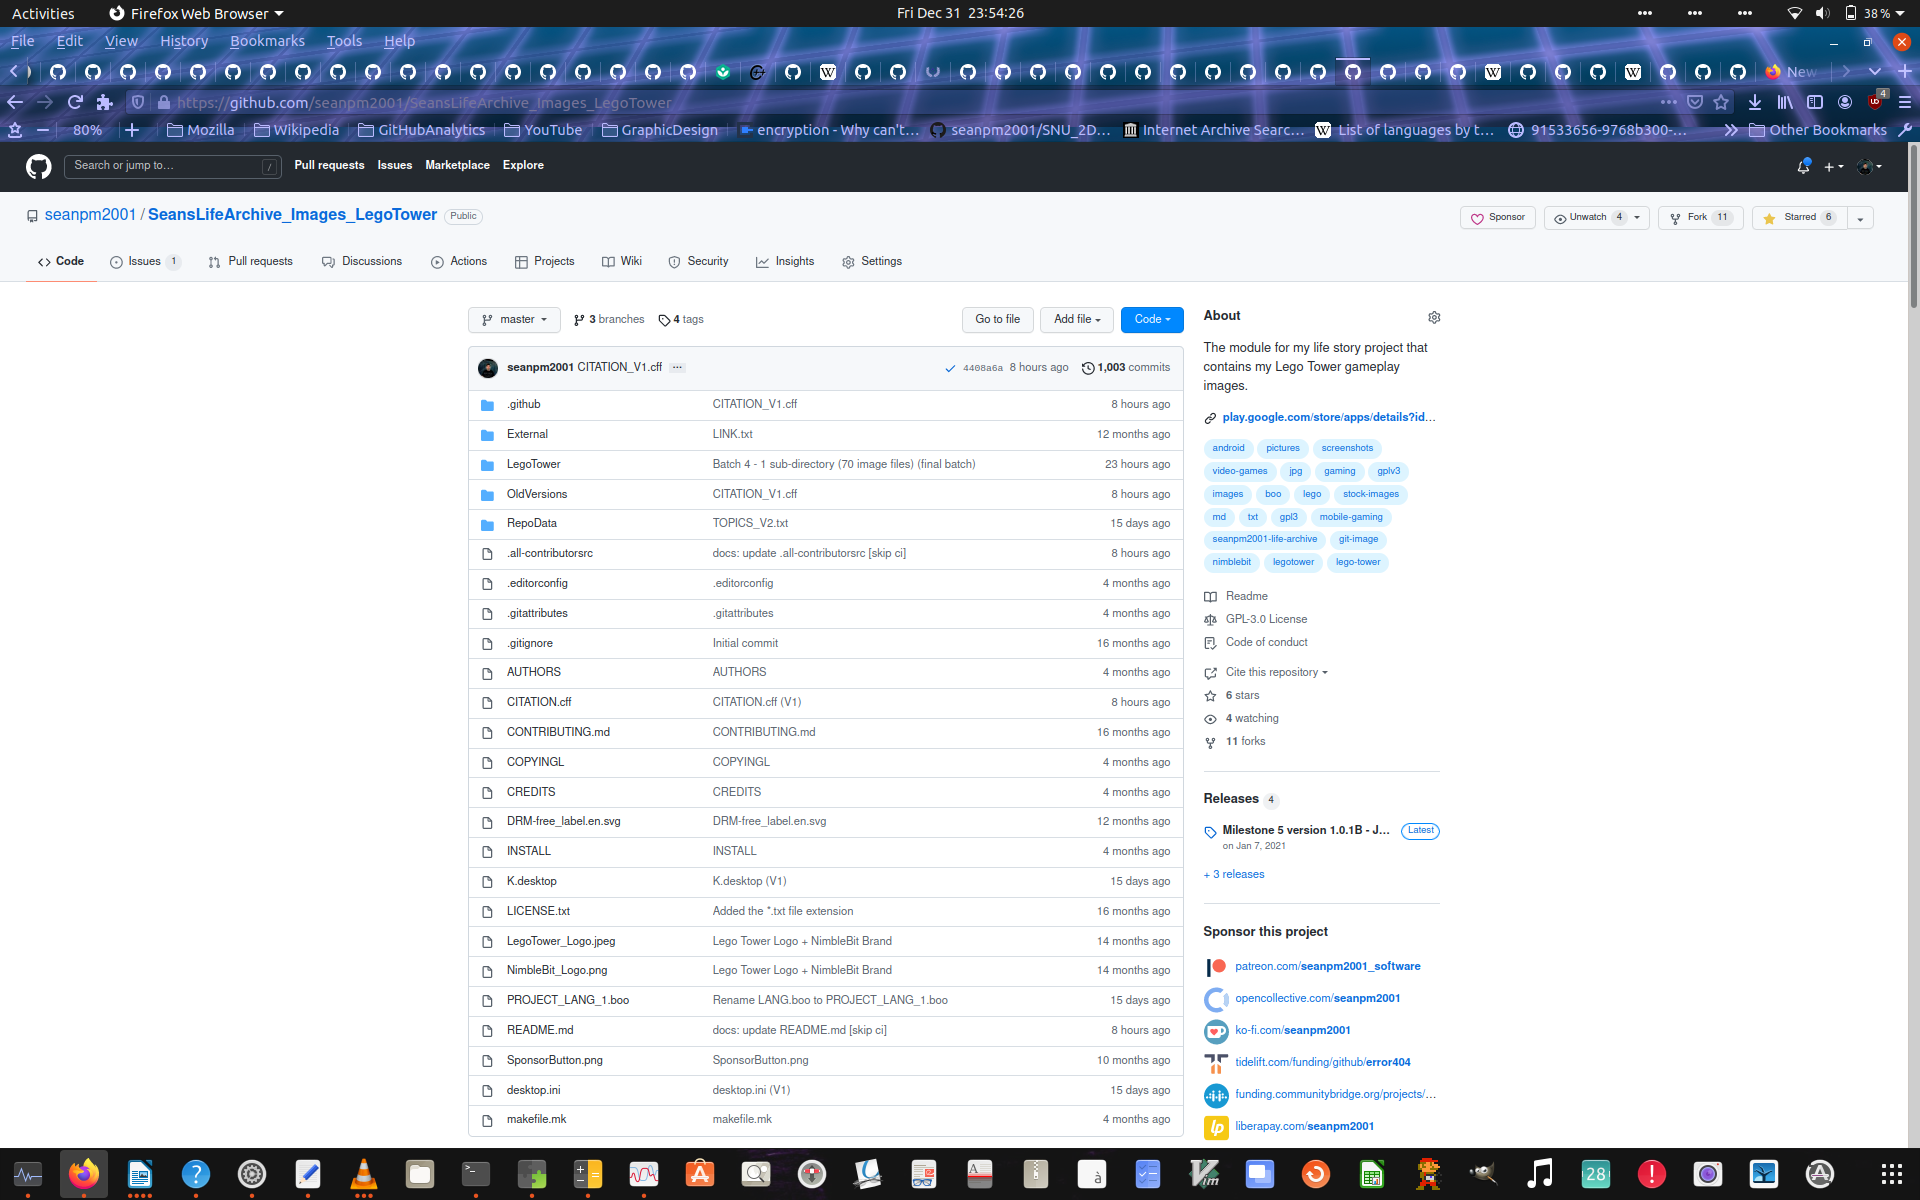 Activities Firefox Web Browser Fri Dec 31 23:54:26 38 %
File Edit View History Bookmarks Tools Help
New
https://github.com/seanpm2001/SeansLifeArchive_Images_LegoTower 4
80% Mozilla Wikipedia GitHubAnalytics YouTube GraphicDesign encryption - Why can't... seanpm2001/SNU_2D... Internet Archive Searc... List of languages by t... 91533656-9768b300-... Other Bookmarks
Search or jump to... / Pull requests Issues Marketplace Explore
seanpm2001 / SeansLifeArchive_Images_LegoTower Public Sponsor Unwatch 4 Fork 11 Starred 6
Code Issues 1 Pull requests Discussions Actions Projects Wiki Security Insights Settings
master 3 branches 4 tags Go to file Add file Code
seanpm2001 CITATION_V1.cff ... 4408a6a 8 hours ago 1,003 commits
.github CITATION_V1.cff 8 hours ago
External LINK.txt 12 months ago
LegoTower Batch 4 - 1 sub-directory (70 image files) (final batch) 23 hours ago
OldVersions CITATION_V1.cff 8 hours ago
RepoData TOPICS_V2.txt 15 days ago
.all-contributorsrc docs: update .all-contributorsrc [skip ci] 8 hours ago
.editorconfig .editorconfig 4 months ago
.gitattributes .gitattributes 4 months ago
.gitignore Initial commit 16 months ago
AUTHORS AUTHORS 4 months ago
CITATION.cff CITATION.cff (V1) 8 hours ago
CONTRIBUTING.md CONTRIBUTING.md 16 months ago
COPYINGL COPYINGL 4 months ago
CREDITS CREDITS 4 months ago
DRM-free_label.en.svg DRM-free_label.en.svg 12 months ago
INSTALL INSTALL 4 months ago
K.desktop K.desktop (V1) 15 days ago
LICENSE.txt Added the *.txt file extension 16 months ago
LegoTower_Logo.jpeg Lego Tower Logo + NimbleBit Brand 14 months ago
NimbleBit_Logo.png Lego Tower Logo + NimbleBit Brand 14 months ago
PROJECT_LANG_1.boo Rename LANG.boo to PROJECT_LANG_1.boo 15 days ago
README.md docs: update README.md [skip ci] 8 hours ago
SponsorButton.png SponsorButton.png 10 months ago
desktop.ini desktop.ini (V1) 15 days ago
makefile.mk makefile.mk 4 months ago
About
The module for my life story project that
contains my Lego Tower gameplay
images.
play.google.com/store/apps/details?id...
android pictures screenshots
video-games jpg gaming gplv3
images boo lego stock-images
md txt gpl3 mobile-gaming
seanpm2001-life-archive git-image
nimblebit legotower lego-tower
Readme
GPL-3.0 License
Code of conduct
Cite this repository
6 stars
4 watching
11 forks
Releases 4
Milestone 5 version 1.0.1B - J... Latest
on Jan 7, 2021
+ 3 releases
Sponsor this project
patreon.com/seanpm2001_software
opencollective.com/seanpm2001
ko-fi.com/seanpm2001
tidelift.com/funding/github/error404
funding.communitybridge.org/projects/...
liberapay.com/seanpm2001
28